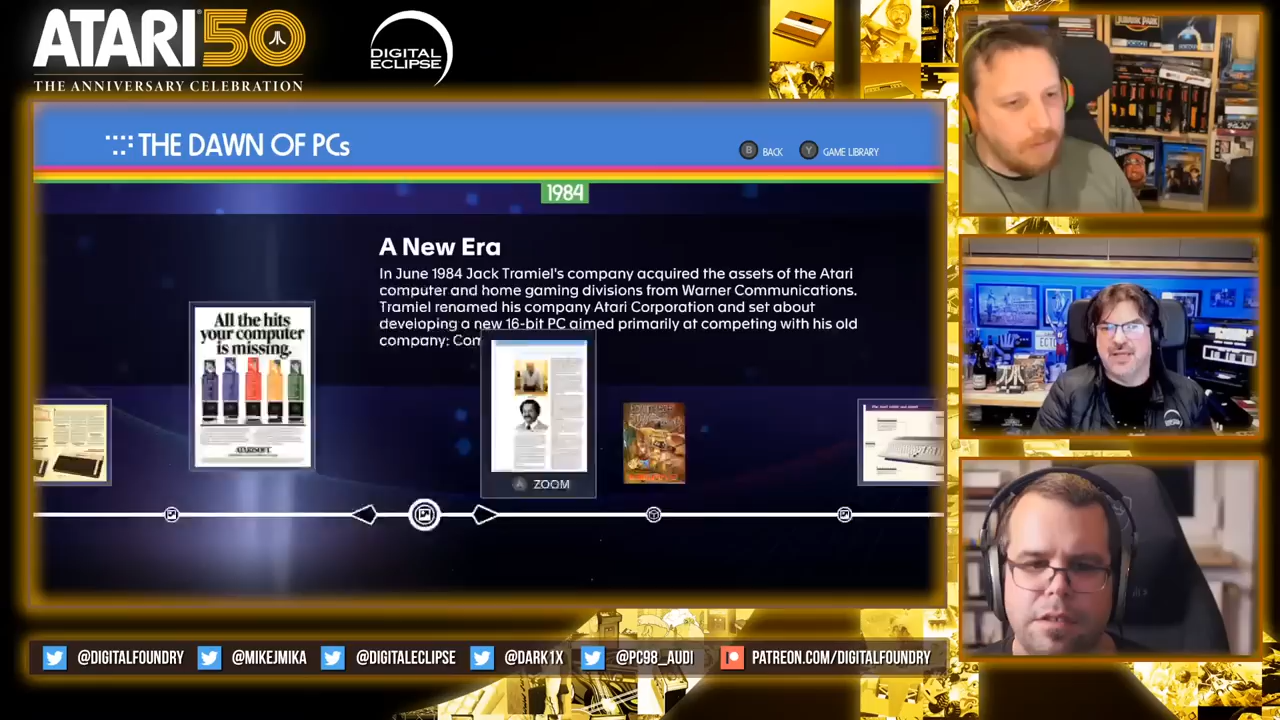 ATARI 50
THE ANNIVERSARY CELEBRATION
DIGITAL
ECLIPSE
THE DAWN OF PCs
B BACK Y GAME LIBRARY
1984
A New Era
In June 1984 Jack Tramiel's company acquired the assets of the Atari
computer and home gaming divisions from Warner Communications.
Tramiel renamed his company Atari Corporation and set about
developing a new 16-bit PC aimed primarily at competing with his old
company: Com
All the hits
your computer
is missing.
ATARISOFT
A ZOOM
JURASSIC PARK
@DIGITALFOUNDRY @MIKEJMIKA @DIGITALECLIPSE @DARK1X @PC98_AUDI PATREON.COM/DIGITALFOUNDRY